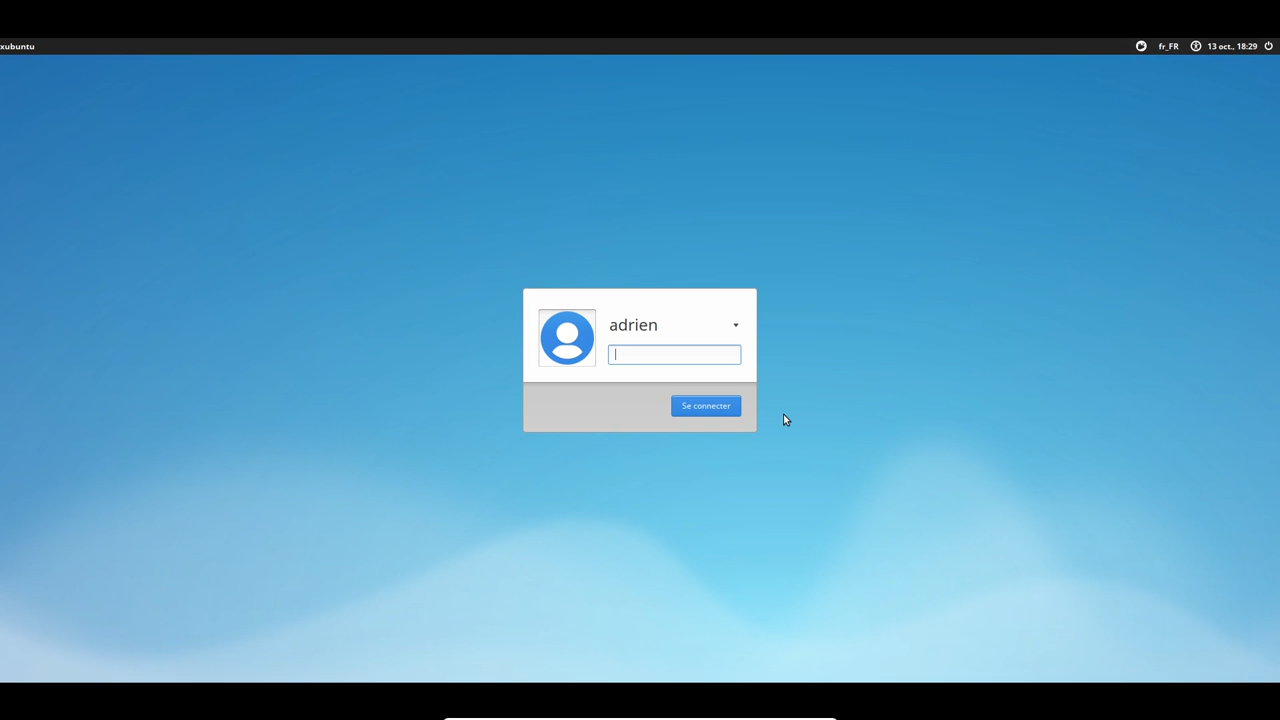 xubuntu
fr_FR
13 oct., 18:29
adrien
Se connecter